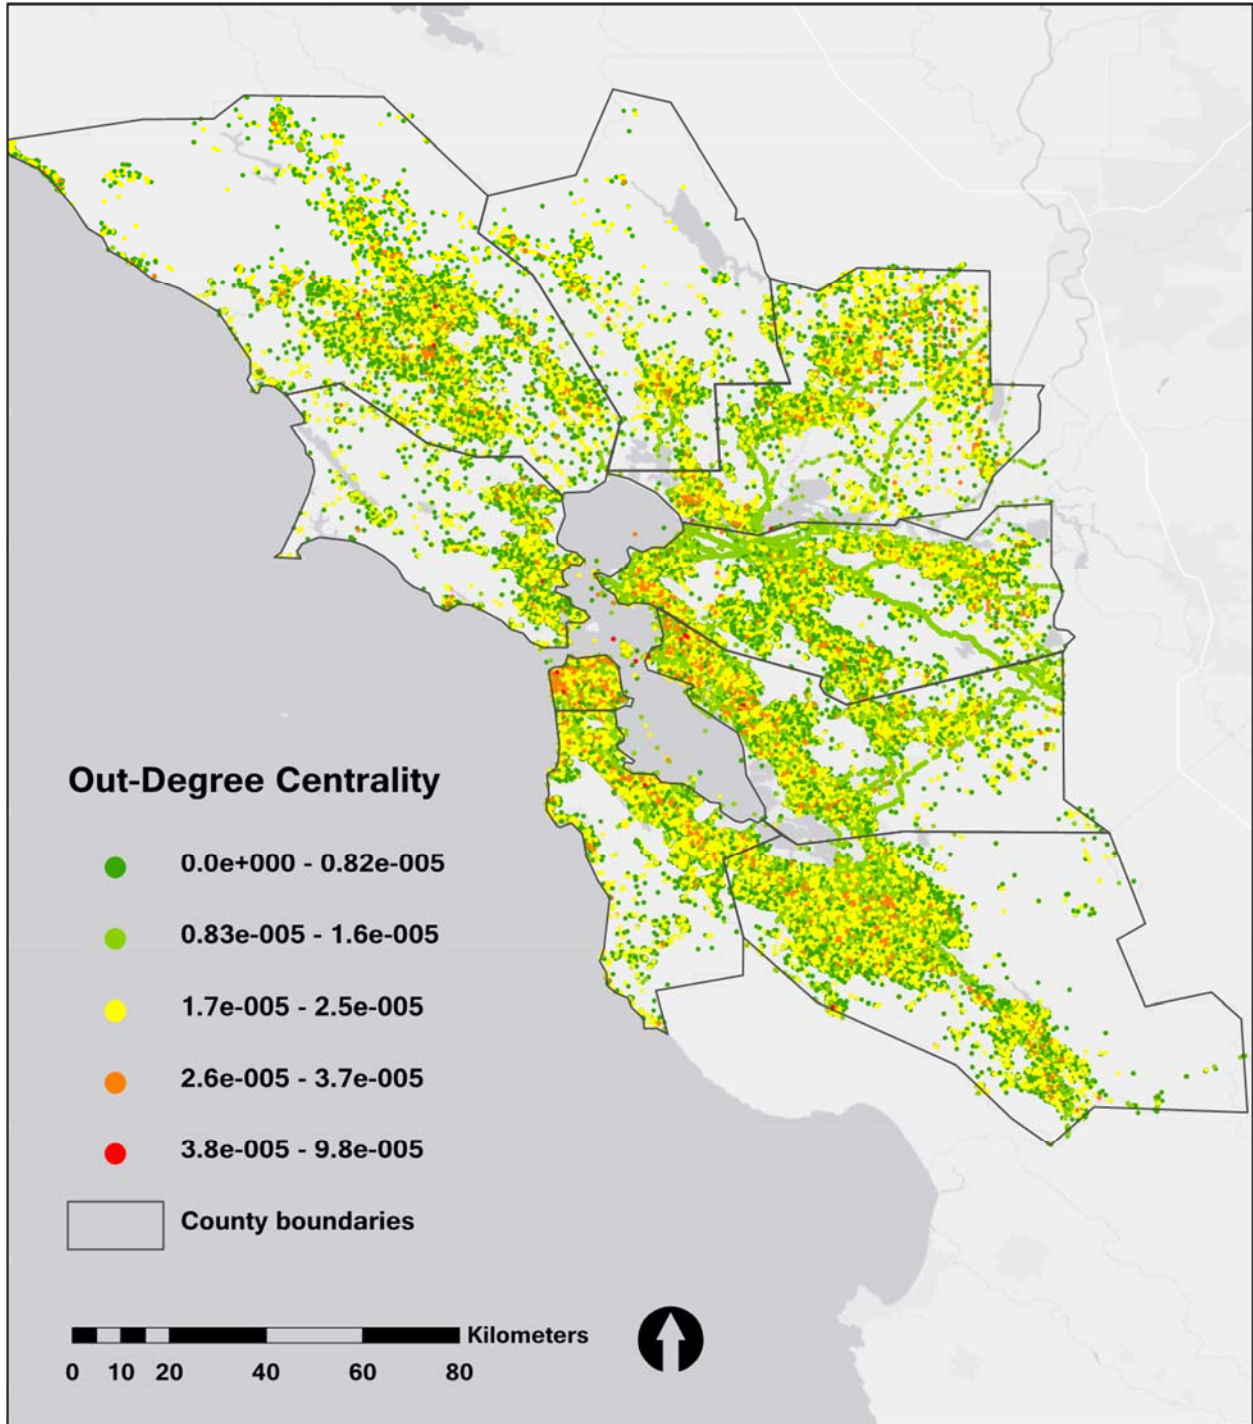 Out-Degree Centrality
0.0e+000 - 0.82e-005
0.83e-005 - 1.6e-005
1.7e-005 - 2.5e-005
2.6e-005 - 3.7e-005
3.8e-005 - 9.8e-005
County boundaries
Kilometers
0 10 20 40 60 80